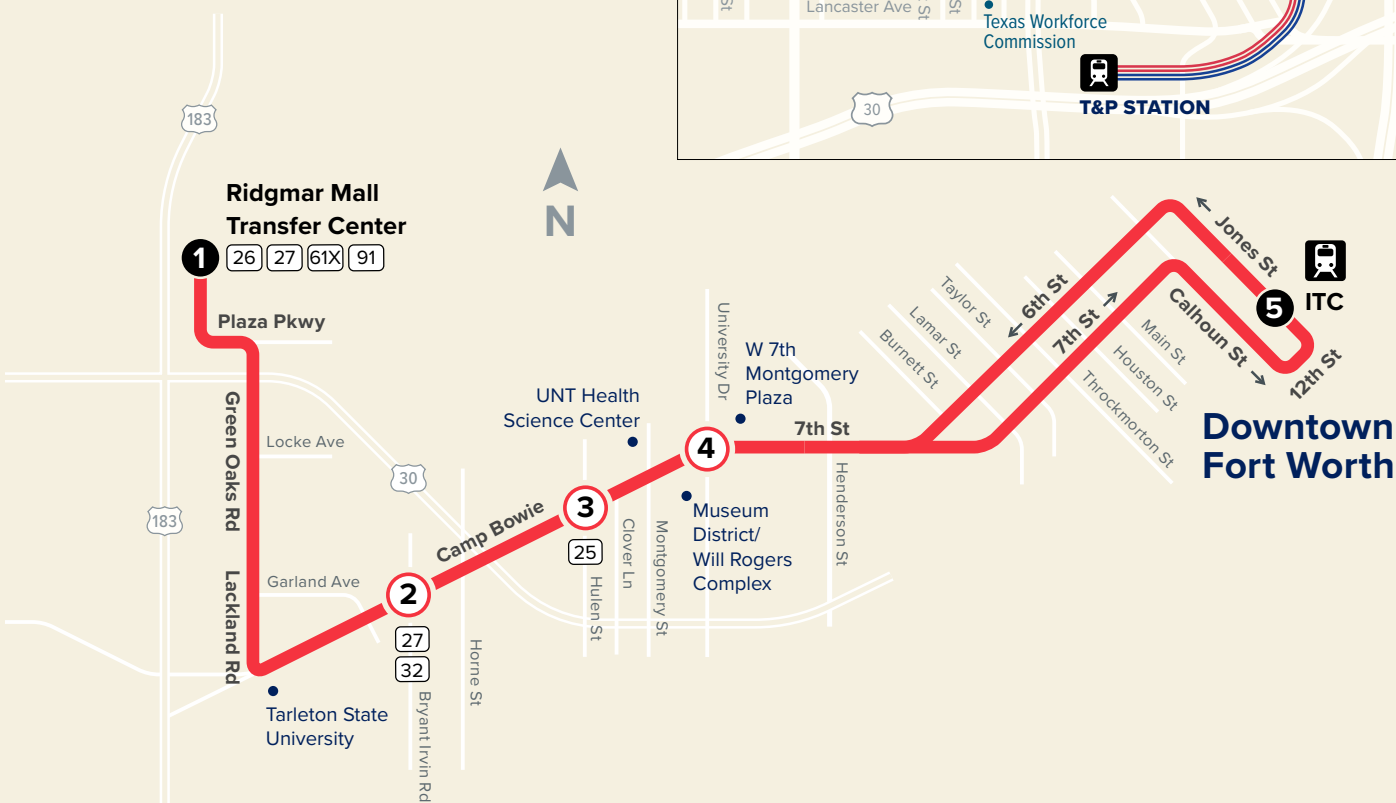 St
Lancaster Ave
St
St
Texas Workforce
Commission
30
T&P STATION
183
Ridgmar Mall
Transfer Center
1
26
27
61X
91
N
Plaza Pkwy
Green Oaks Rd
Locke Ave
30
183
Garland Ave
Lackland Rd
Camp Bowie
2
27
32
Horne St
Bryant Irvin Rd
Tarleton State
University
UNT Health
Science Center
3
25
Hulen St
Clover Ln
Montgomery St
4
University Dr
W 7th
Montgomery
Plaza
Museum
District/
Will Rogers
Complex
7th St
Henderson St
Burnett St
Lamar St
Taylor St
6th St
7th St
Throckmorton St
Houston St
Main St
Calhoun St
Jones St
5
ITC
12th St
Downtown
Fort Worth